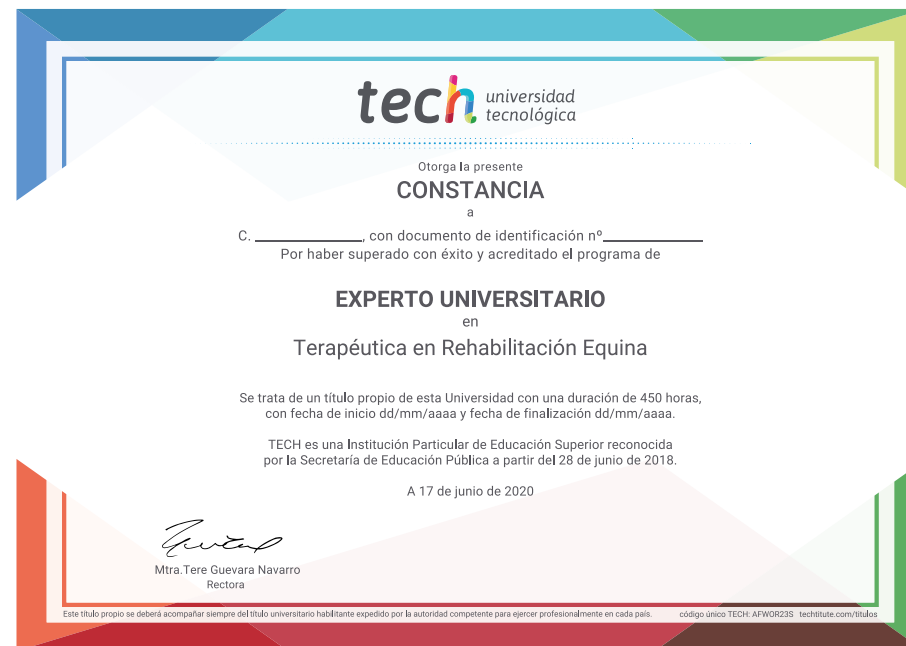 tech universidad
tecnológica
Otorga la presente
CONSTANCIA
a
C. ____________, con documento de identificación nº____________
Por haber superado con éxito y acreditado el programa de
EXPERTO UNIVERSITARIO
en
Terapéutica en Rehabilitación Equina
Se trata de un título propio de esta Universidad con una duración de 450 horas,
con fecha de inicio dd/mm/aaaa y fecha de finalización dd/mm/aaaa.
TECH es una Institución Particular de Educación Superior reconocida
por la Secretaría de Educación Pública a partir del 28 de junio de 2018.
A 17 de junio de 2020
Mtra.Tere Guevara Navarro
Rectora
Este título propio se deberá acompañar siempre del título universitario habilitante expedido por la autoridad competente para ejercer profesionalmente en cada país. código único TECH: AFWOR23S techtitute.com/titulos